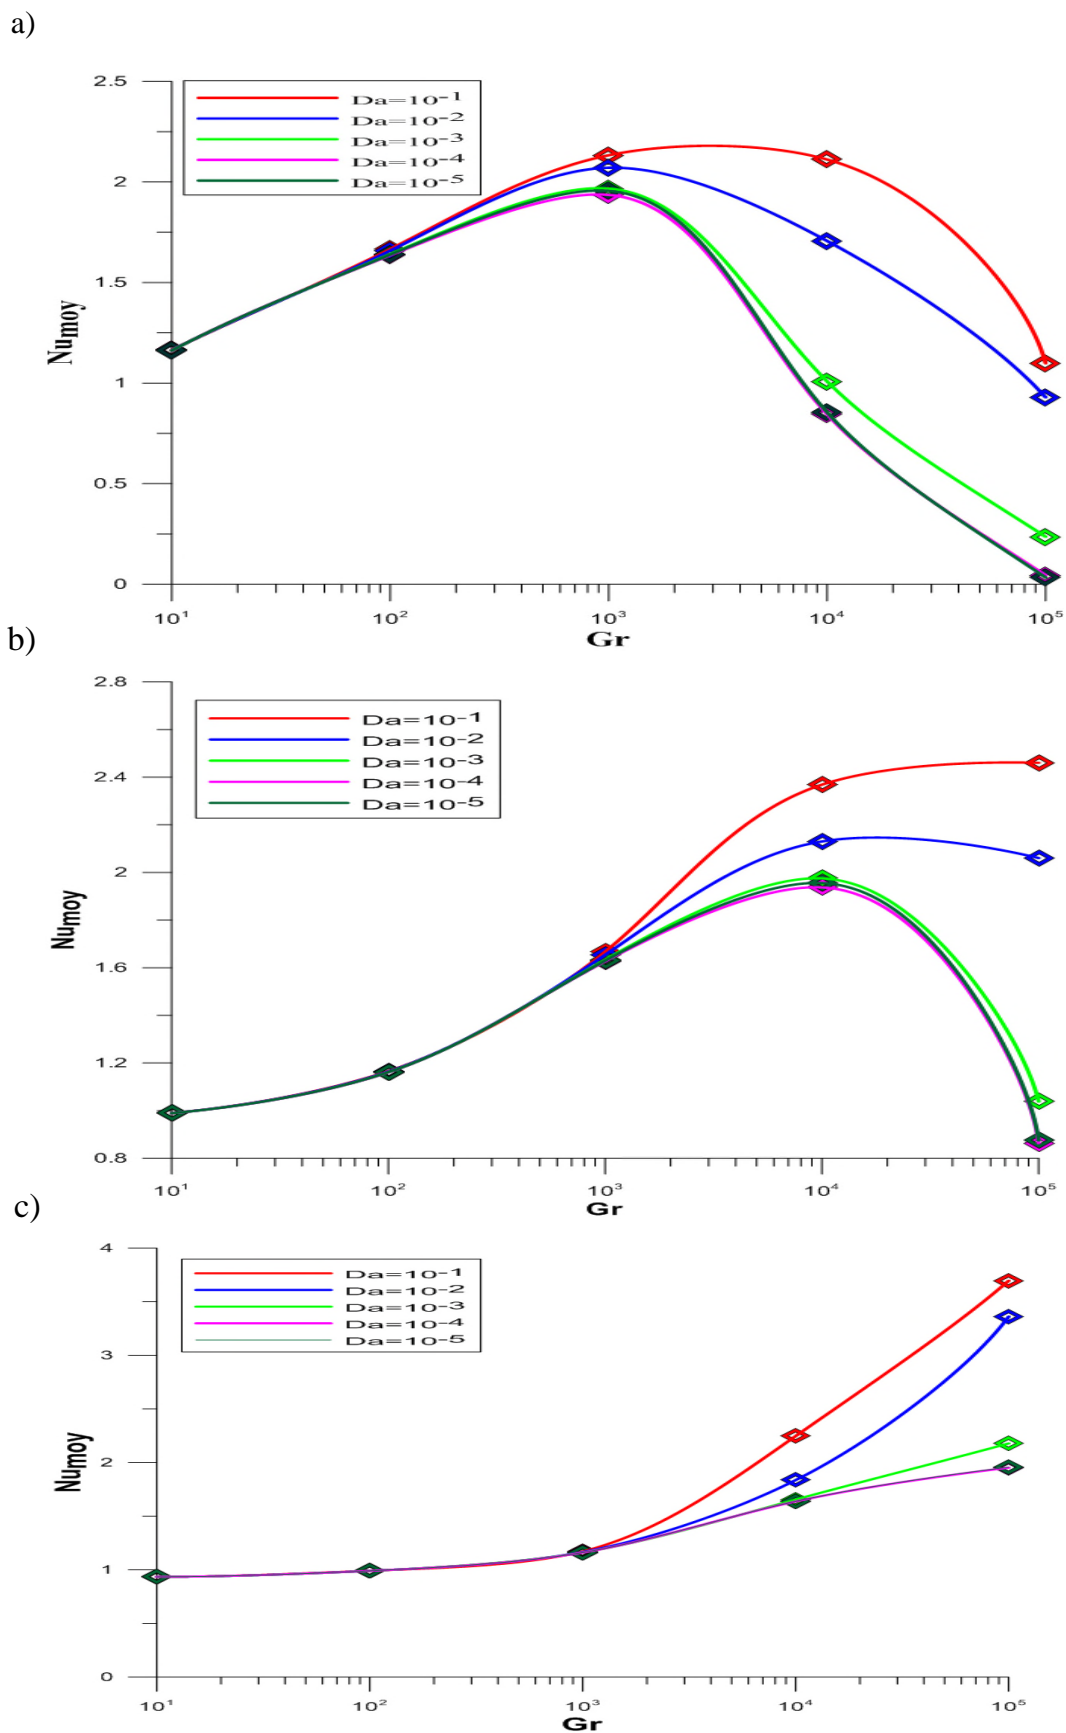 a)
2.5
Da=10-1
Da=10-2
Da=10-3
Da=10-4
Da=10-5
2
1.5
1
0.5
0
Numoy
10¹ 10² 10³ 10⁴ 10⁵
Gr
b)
2.8
Da=10-1
Da=10-2
Da=10-3
Da=10-4
Da=10-5
2.4
2
1.6
1.2
0.8
Numoy
10¹ 10² 10³ 10⁴ 10⁵
Gr
c)
4
Da=10-1
Da=10-2
Da=10-3
Da=10-4
Da=10-5
3
2
1
0
Numoy
10¹ 10² 10³ 10⁴ 10⁵
Gr